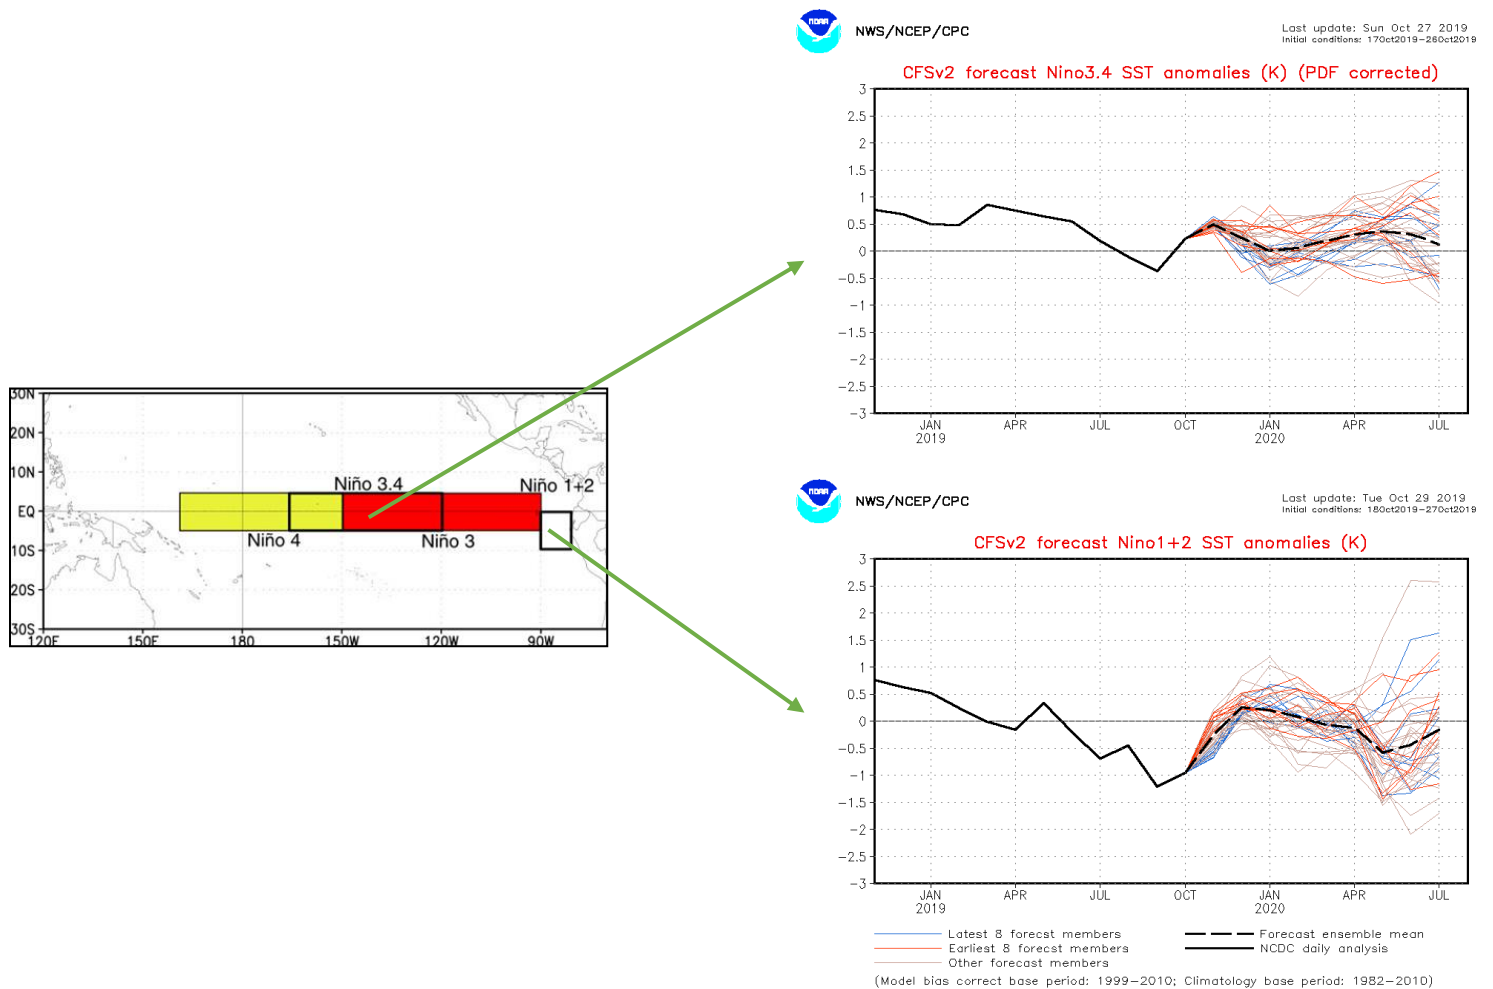 30N
20N
10N
EQ
10S
20S
30S
120E
150E
180
150W
120W
90W
Niño 3.4
Niño 1+2
Niño 4
Niño 3
NOAA
NWS/NCEP/CPC
Last update: Sun Oct 27 2019
Initial conditions: 17Oct2019-26Oct2019
CFSv2 forecast Nino3.4 SST anomalies (K) (PDF corrected)
3
2.5
2
1.5
1
0.5
0
-0.5
-1
-1.5
-2
-2.5
-3
JAN
2019
APR
JUL
OCT
JAN
2020
APR
JUL
NOAA
NWS/NCEP/CPC
Last update: Tue Oct 29 2019
Initial conditions: 18Oct2019-27Oct2019
CFSv2 forecast Nino1+2 SST anomalies (K)
3
2.5
2
1.5
1
0.5
0
-0.5
-1
-1.5
-2
-2.5
-3
JAN
2019
APR
JUL
OCT
JAN
2020
APR
JUL
Latest 8 forecst members
Earliest 8 forecst members
Other forecast members
Forecast ensemble mean
NCDC daily analysis
(Model bias correct base period: 1999-2010; Climatology base period: 1982-2010)